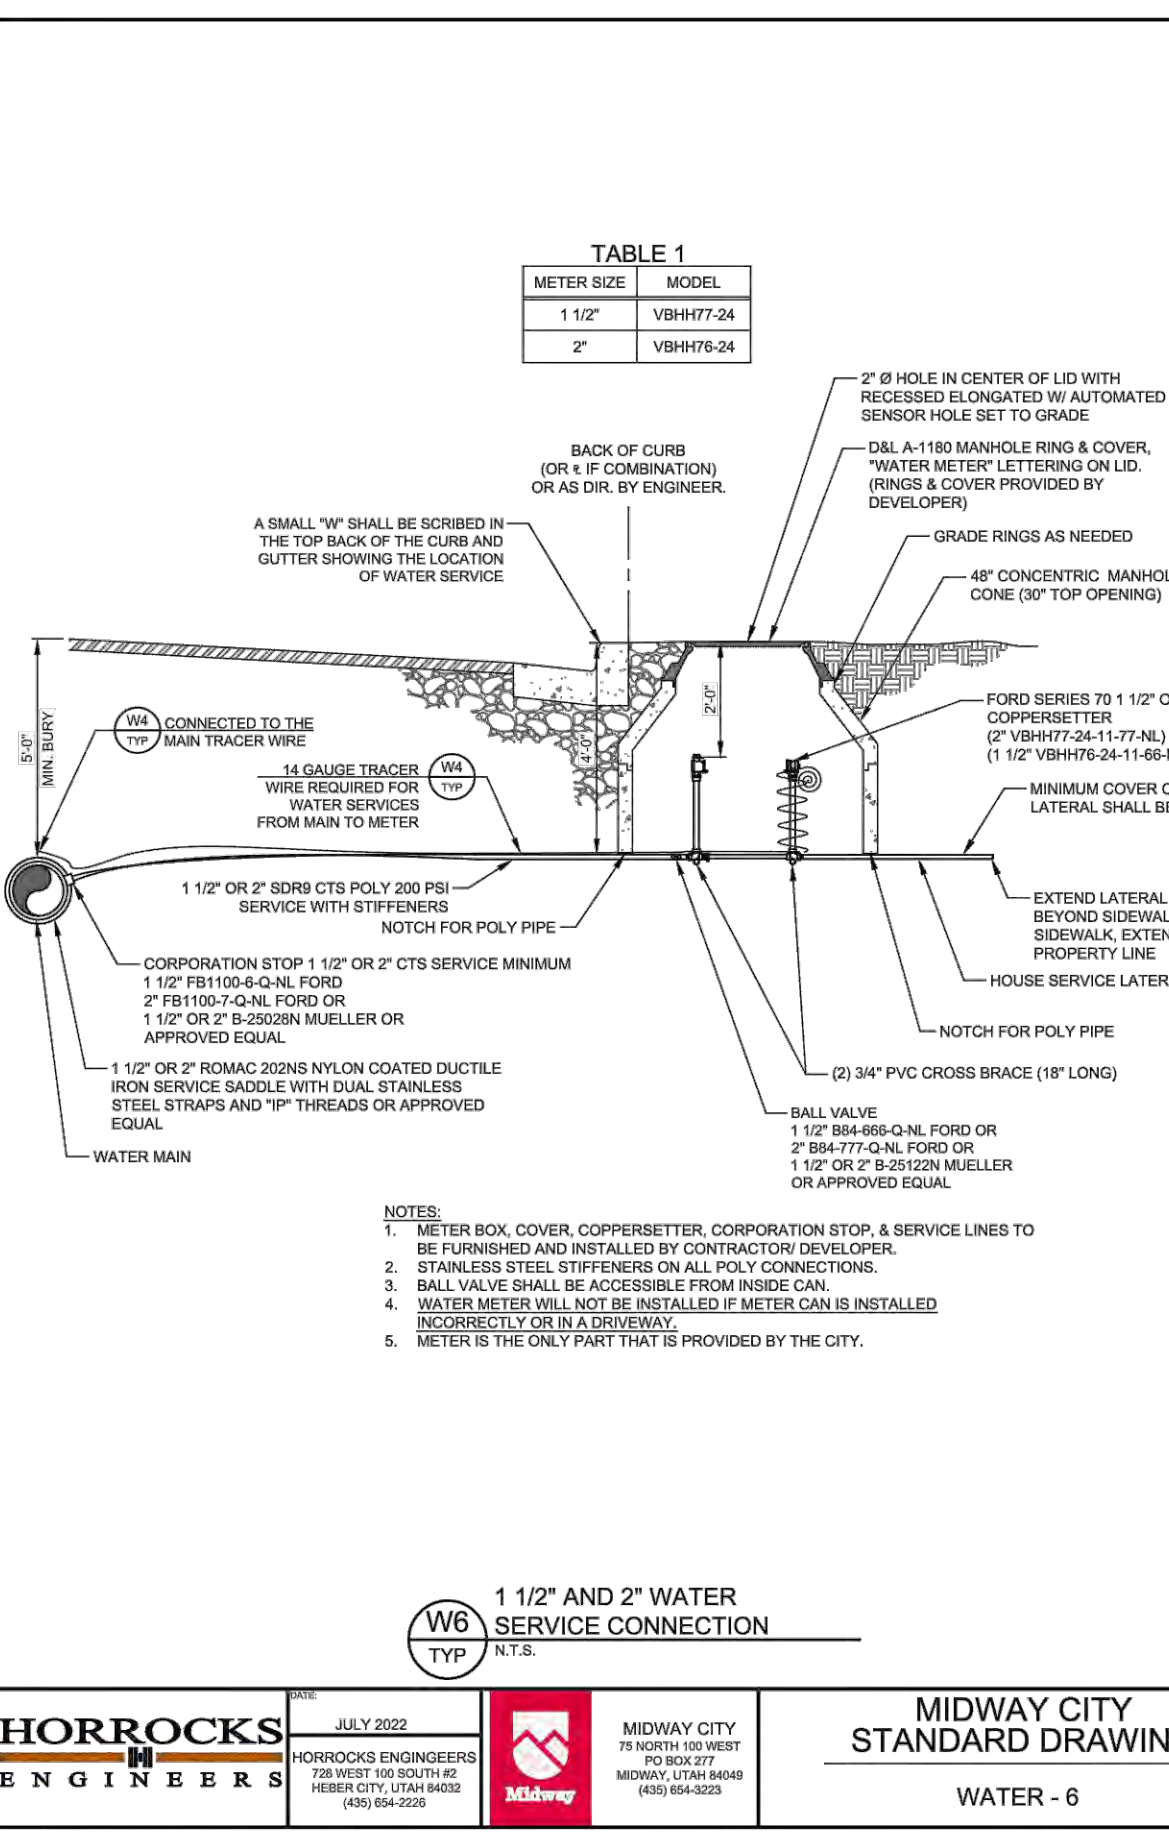 TABLE 1
METER SIZE MODEL
1 1/2" VBHH77-24
2" VBHH76-24
2" Ø HOLE IN CENTER OF LID WITH
RECESSED ELONGATED W/ AUTOMATED
SENSOR HOLE SET TO GRADE
D&L A-1180 MANHOLE RING & COVER,
"WATER METER" LETTERING ON LID.
(RINGS & COVER PROVIDED BY
DEVELOPER)
BACK OF CURB
(OR ℄ IF COMBINATION)
OR AS DIR. BY ENGINEER.
A SMALL "W" SHALL BE SCRIBED IN
THE TOP BACK OF THE CURB AND
GUTTER SHOWING THE LOCATION
OF WATER SERVICE
GRADE RINGS AS NEEDED
48" CONCENTRIC MANHOL
CONE (30" TOP OPENING)
5'-0"
MIN. BURY
4'-0"
2'-0"
W4
TYP
CONNECTED TO THE
MAIN TRACER WIRE
14 GAUGE TRACER
WIRE REQUIRED FOR
WATER SERVICES
FROM MAIN TO METER
W4
TYP
FORD SERIES 70 1 1/2" O
COPPERSETTER
(2" VBHH77-24-11-77-NL)
(1 1/2" VBHH76-24-11-66-
MINIMUM COVER
LATERAL SHALL BE
1 1/2" OR 2" SDR9 CTS POLY 200 PSI
SERVICE WITH STIFFENERS
NOTCH FOR POLY PIPE
EXTEND LATERAL
BEYOND SIDEWAL
SIDEWALK, EXTEN
PROPERTY LINE
HOUSE SERVICE LATER
NOTCH FOR POLY PIPE
(2) 3/4" PVC CROSS BRACE (18" LONG)
CORPORATION STOP 1 1/2" OR 2" CTS SERVICE MINIMUM
1 1/2" FB1100-6-Q-NL FORD
2" FB1100-7-Q-NL FORD OR
1 1/2" OR 2" B-25028N MUELLER OR
APPROVED EQUAL
1 1/2" OR 2" ROMAC 202NS NYLON COATED DUCTILE
IRON SERVICE SADDLE WITH DUAL STAINLESS
STEEL STRAPS AND "IP" THREADS OR APPROVED
EQUAL
WATER MAIN
BALL VALVE
1 1/2" B84-666-Q-NL FORD OR
2" B84-777-Q-NL FORD OR
1 1/2" OR 2" B-25122N MUELLER
OR APPROVED EQUAL
NOTES:
1. METER BOX, COVER, COPPERSETTER, CORPORATION STOP, & SERVICE LINES TO
BE FURNISHED AND INSTALLED BY CONTRACTOR/ DEVELOPER.
2. STAINLESS STEEL STIFFENERS ON ALL POLY CONNECTIONS.
3. BALL VALVE SHALL BE ACCESSIBLE FROM INSIDE CAN.
4. WATER METER WILL NOT BE INSTALLED IF METER CAN IS INSTALLED
INCORRECTLY OR IN A DRIVEWAY.
5. METER IS THE ONLY PART THAT IS PROVIDED BY THE CITY.
W6
TYP
1 1/2" AND 2" WATER
SERVICE CONNECTION
N.T.S.
HORROCKS
ENGINEERS
DATE:
JULY 2022
HORROCKS ENGINGEERS
728 WEST 100 SOUTH #2
HEBER CITY, UTAH 84032
(435) 654-2226
Midway
MIDWAY CITY
75 NORTH 100 WEST
PO BOX 277
MIDWAY, UTAH 84049
(435) 654-3223
MIDWAY CITY
STANDARD DRAWIN
WATER - 6